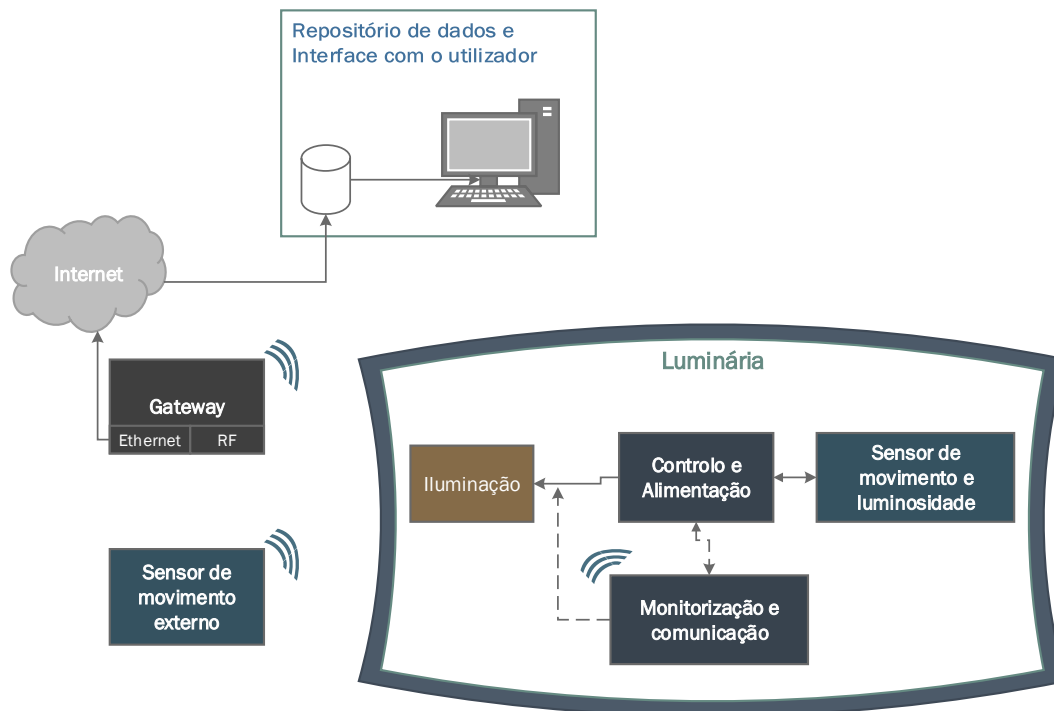 Repositório de dados e
Interface com o utilizador
Internet
Gateway
Ethernet
RF
Luminária
Iluminação
Controlo e
Alimentação
Sensor de
movimento e
luminosidade
Sensor de
movimento
externo
Monitorização e
comunicação